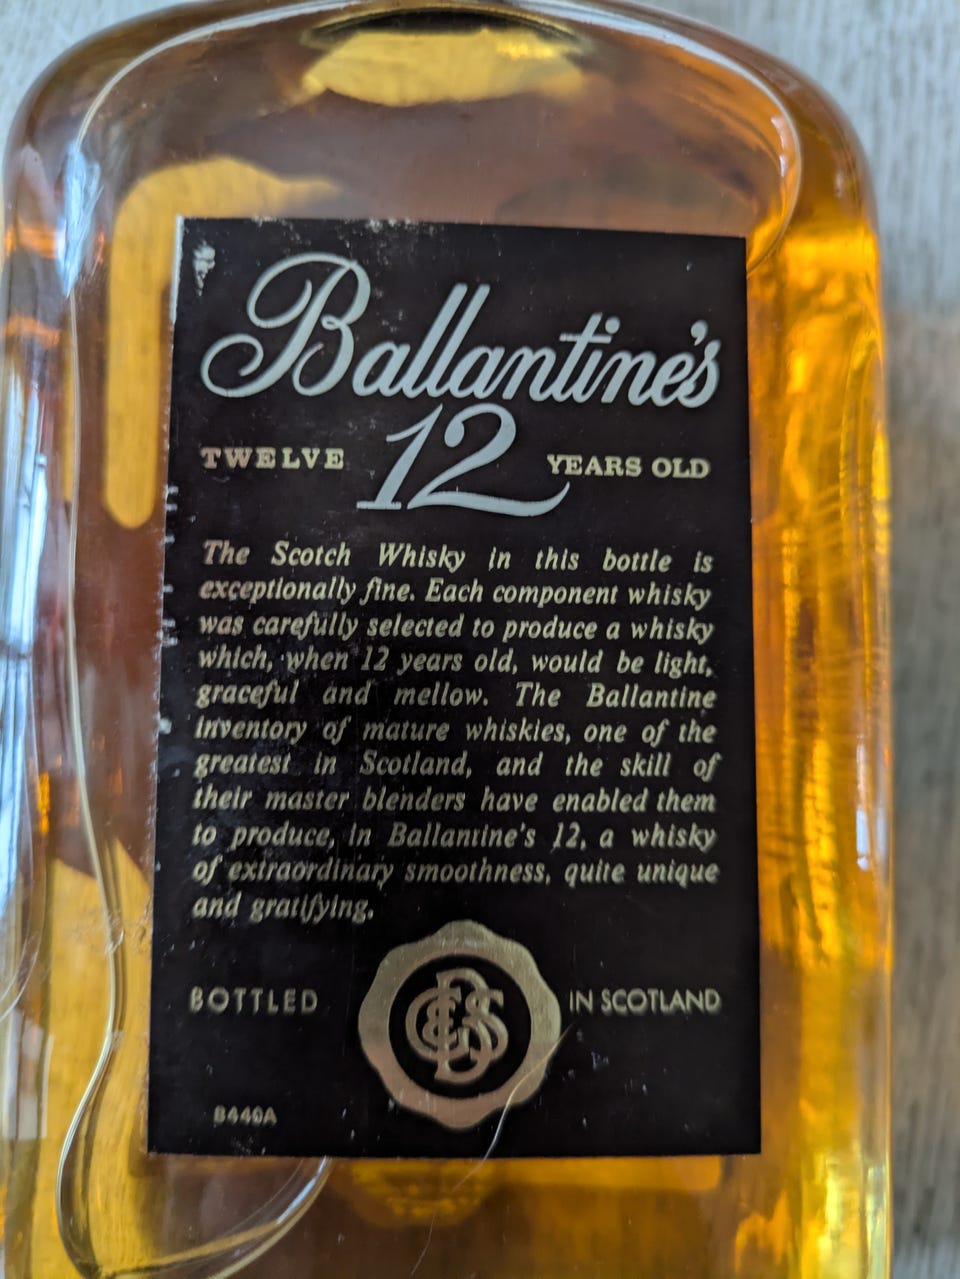 Ballantine's
TWELVE 12 YEARS OLD
The Scotch Whisky in this bottle is
exceptionally fine. Each component whisky
was carefully selected to produce a whisky
which, when 12 years old, would be light,
graceful and mellow. The Ballantine
inventory of mature whiskies, one of the
greatest in Scotland, and the skill of
their master blenders have enabled them
to produce, in Ballantine's 12, a whisky
of extraordinary smoothness, quite unique
and gratifying.
BOTTLED IN SCOTLAND
B440A